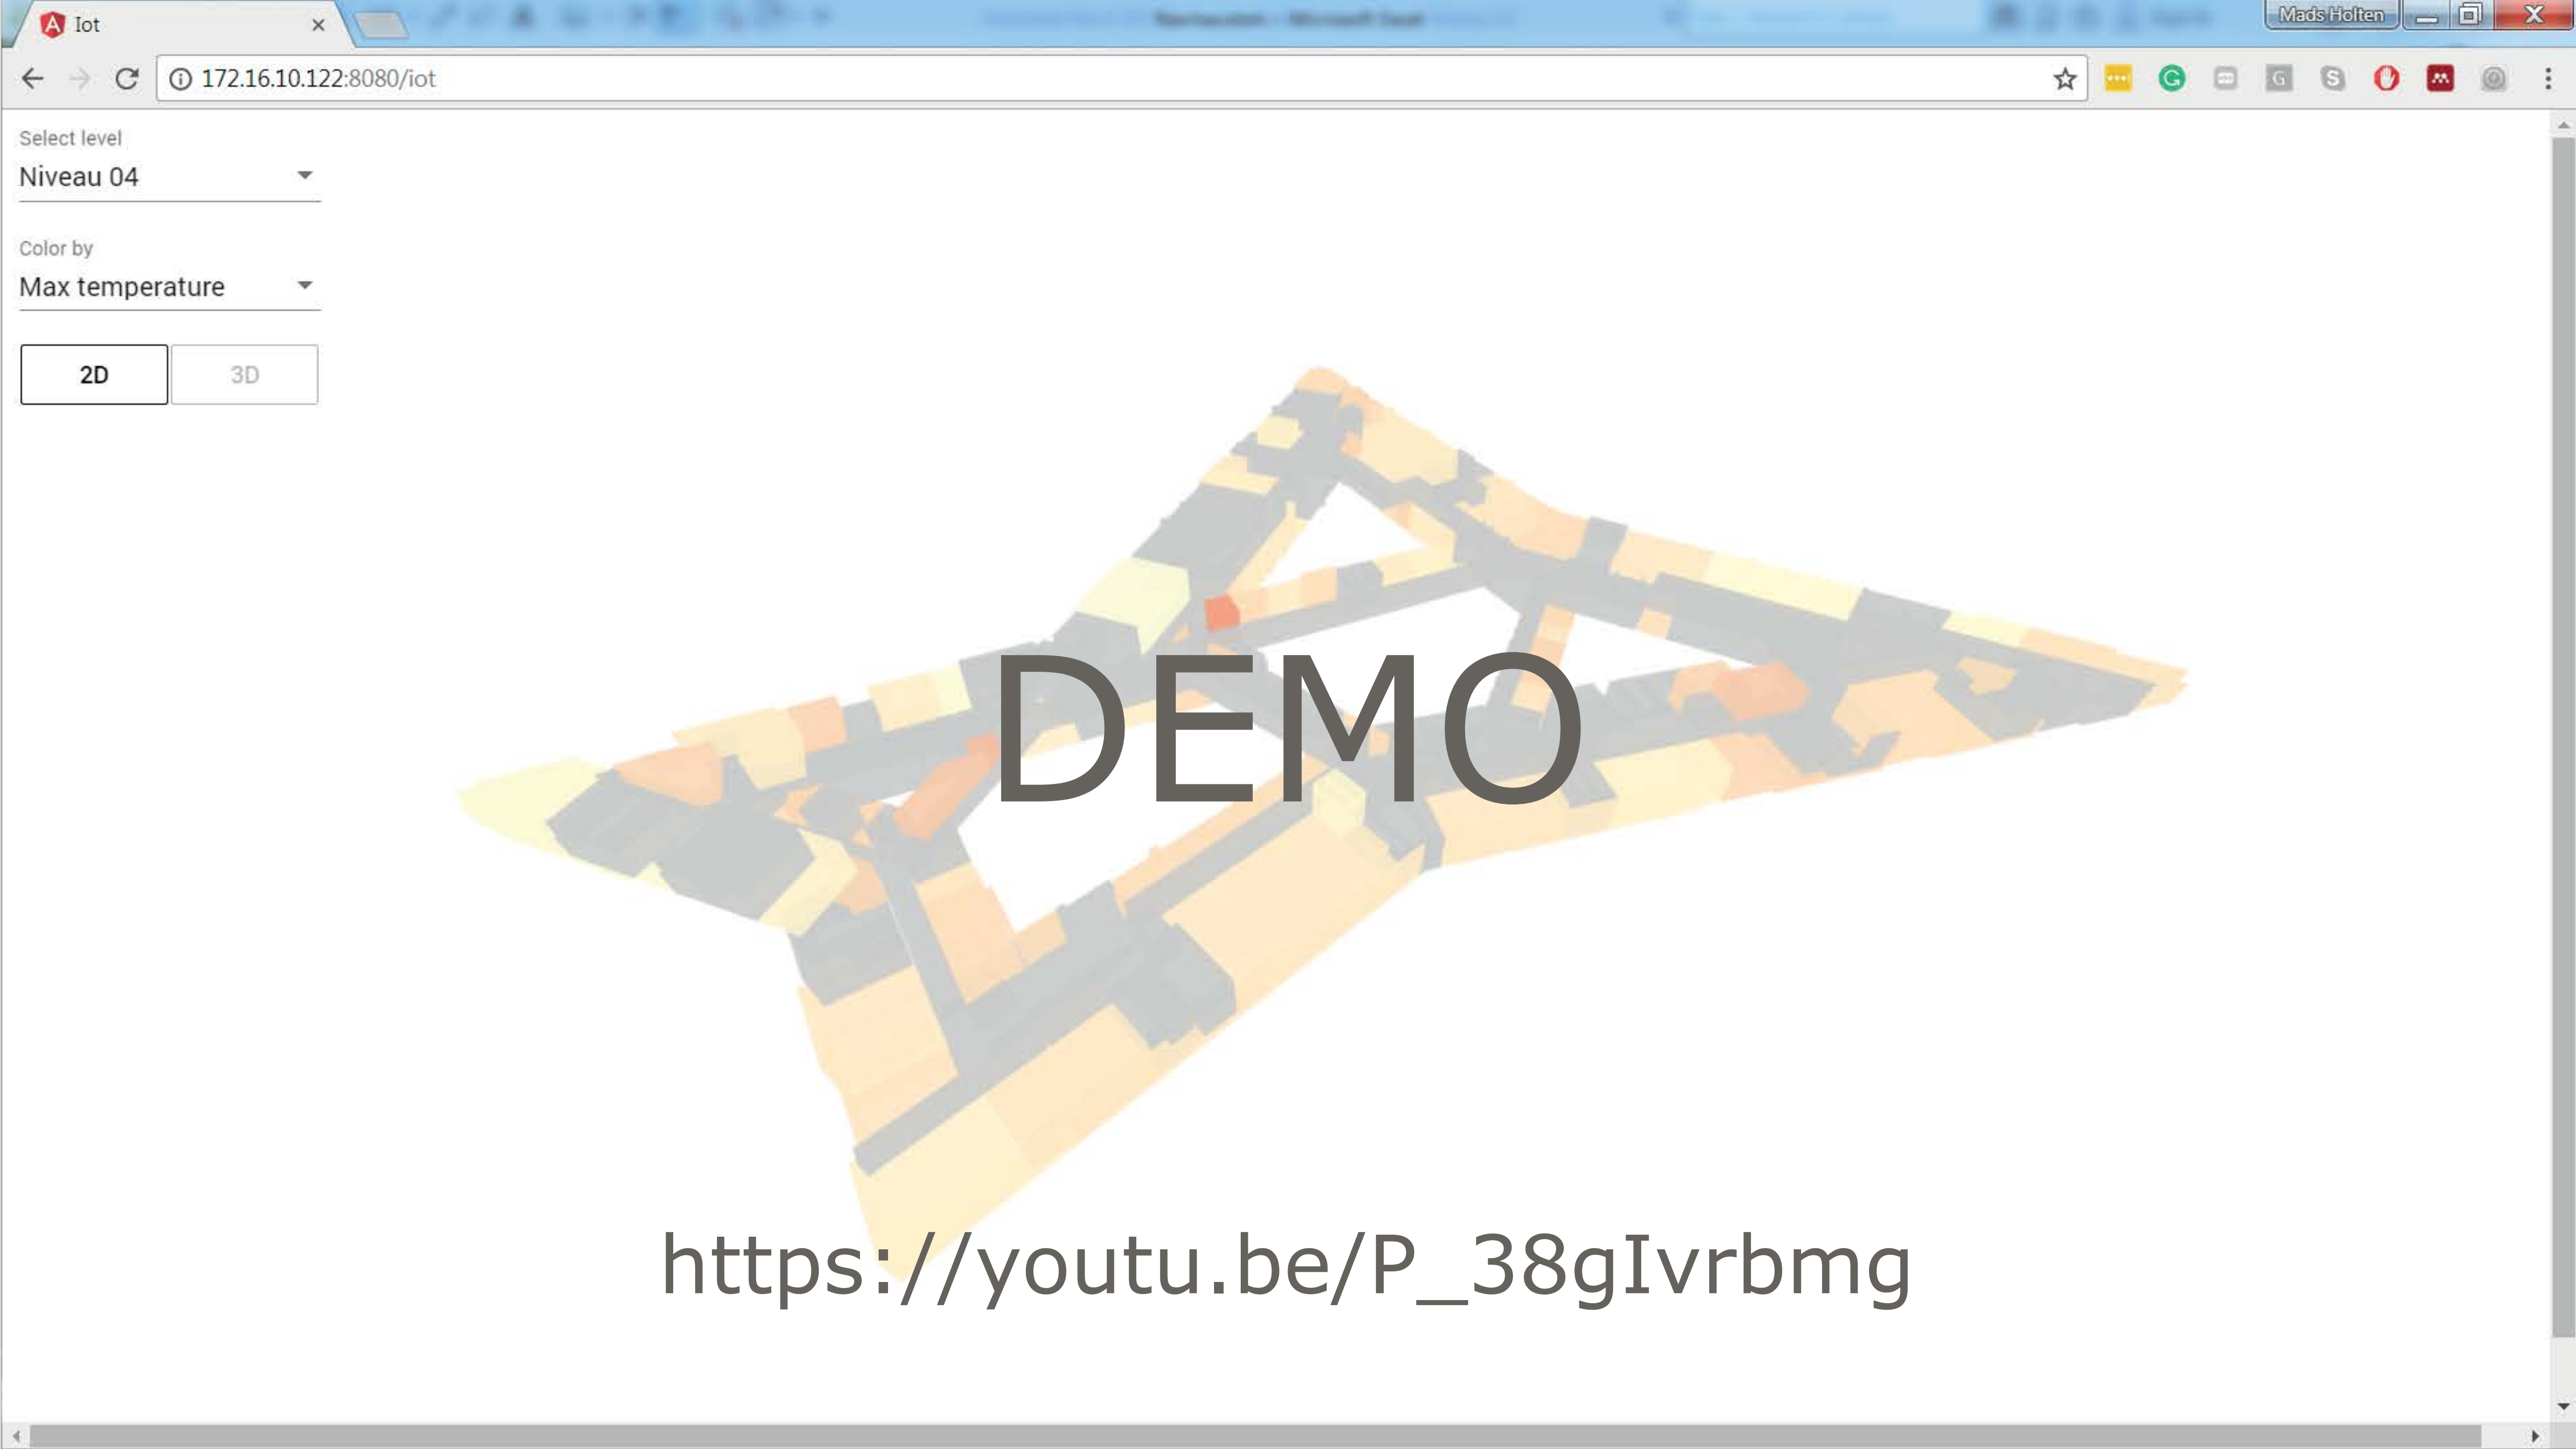 Iot
Mads Holten
172.16.10.122:8080/iot
Select level
Niveau 04
Color by
Max temperature
2D 3D
DEMO
https://youtu.be/P_38gIvrbmg